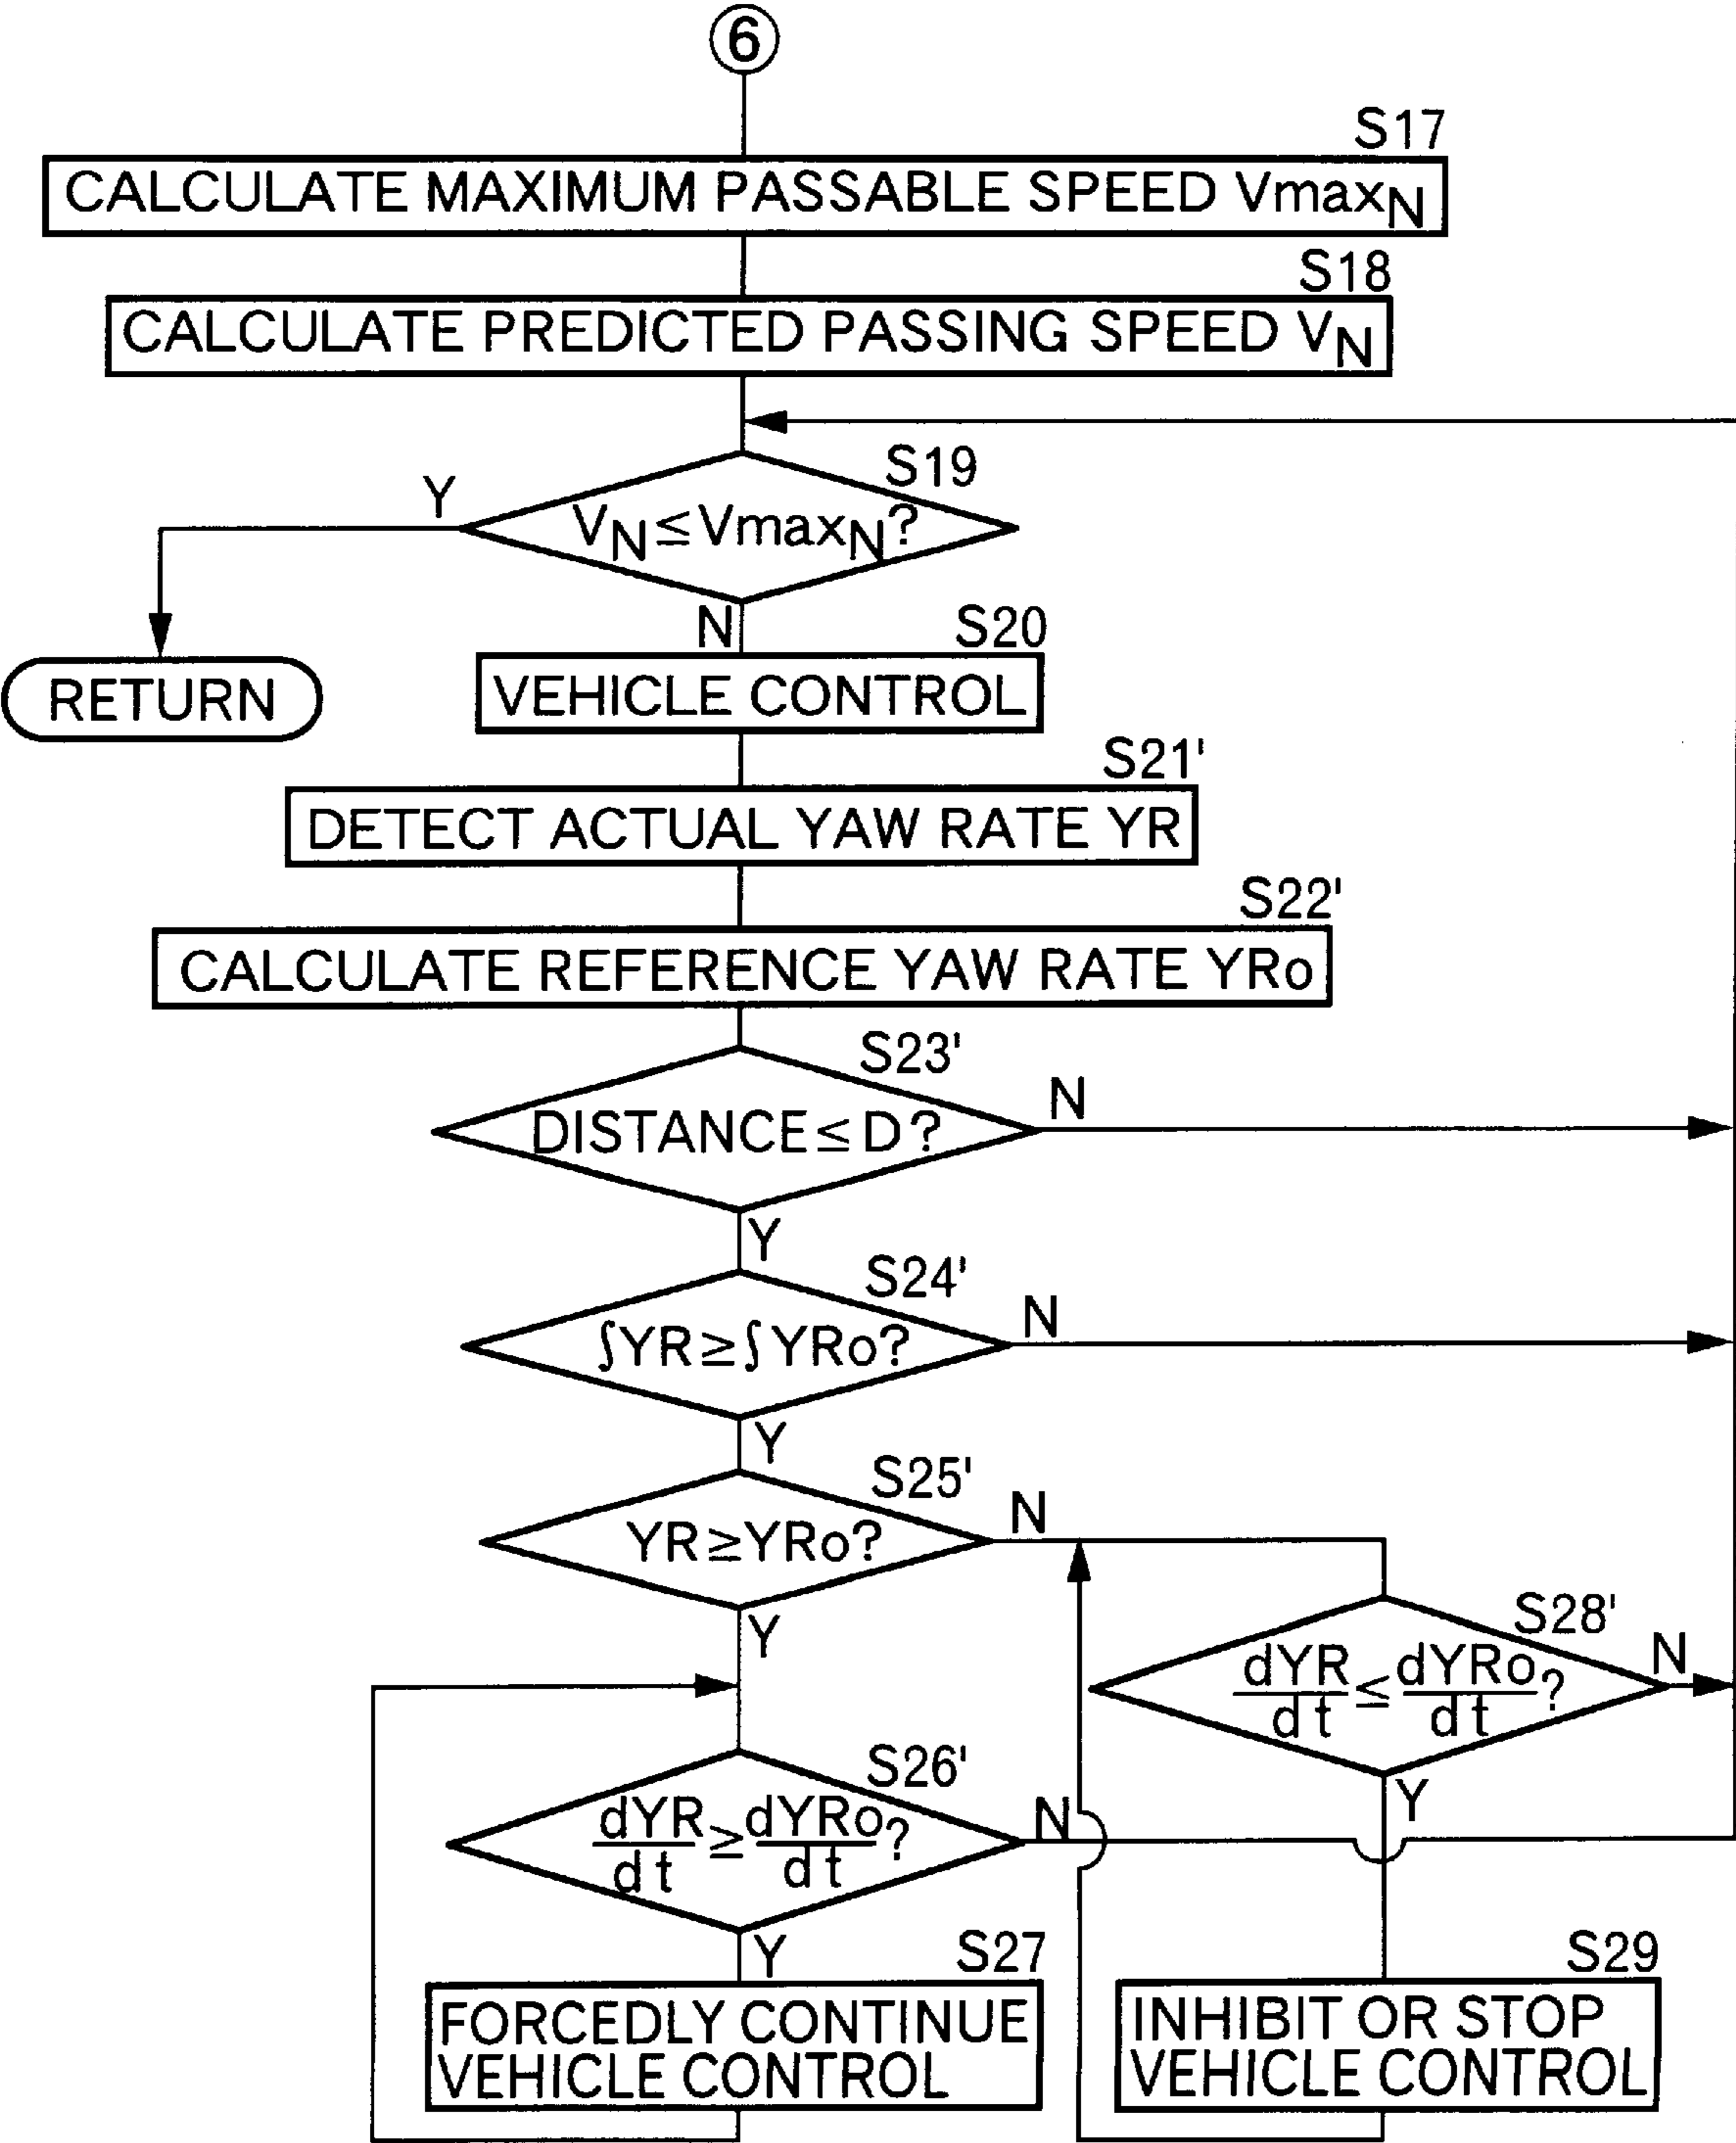 6
S17
CALCULATE MAXIMUM PASSABLE SPEED VmaxN
S18
CALCULATE PREDICTED PASSING SPEED VN
S19
Y
VN≤VmaxN?
N
S20
RETURN
VEHICLE CONTROL
S21'
DETECT ACTUAL YAW RATE YR
S22'
CALCULATE REFERENCE YAW RATE YRo
S23'
N
DISTANCE≤D?
Y
S24'
N
∫YR≥∫YRo?
Y
S25'
N
YR≥YRo?
Y
S28'
N
dYR/dt≤dYRo/dt?
Y
S26'
N
dYR/dt≥dYRo/dt?
Y
S27
FORCEDLY CONTINUE
VEHICLE CONTROL
S29
INHIBIT OR STOP
VEHICLE CONTROL